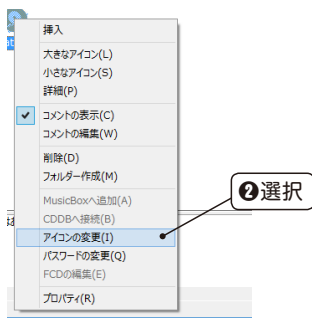 挿入
大きなアイコン(L)
小さなアイコン(S)
詳細(P)
コメントの表示(C)
コメントの編集(W)
削除(D)
フォルダー作成(M)
MusicBoxへ追加(A)
CDDBへ接続(B)
アイコンの変更(I)
❷選択
パスワードの変更(Q)
FCDの編集(E)
プロパティ(R)